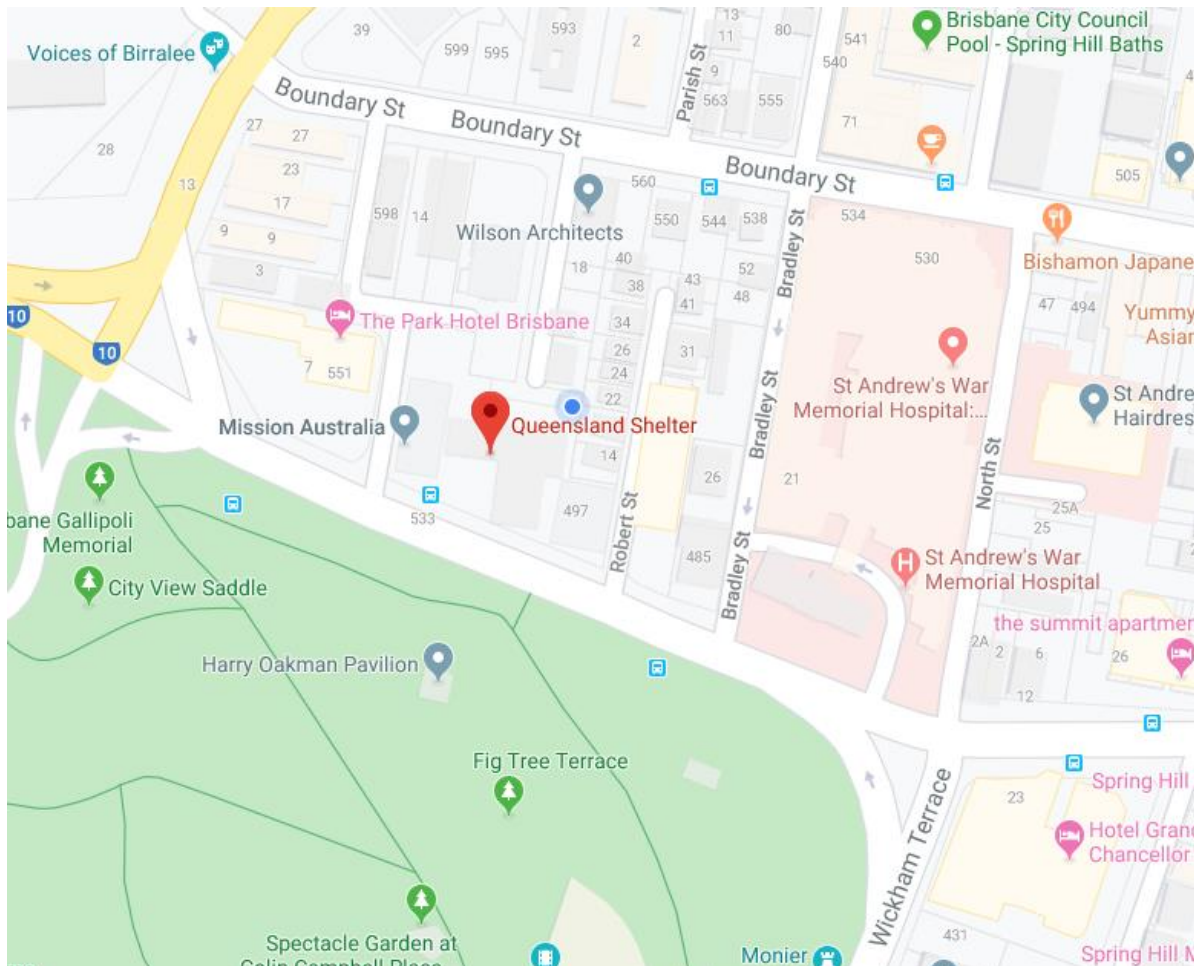 Voices of Birralee
39
599
595
593
2
13
11
80
541
540
Brisbane City Council
Pool - Spring Hill Baths
Parish St
9
563
555
71
Boundary St
Boundary St
Boundary St
28
27
27
23
13
17
9
9
3
598
14
Wilson Architects
560
550
544
538
534
530
505
Bradley St
Bishamon Japane
18
40
38
43
41
52
48
47
494
Yummy
Asiar
10
10
The Park Hotel Brisbane
7
551
34
26
24
22
31
St Andrew's War
Memorial Hospital:...
St Andre
Hairdres
Mission Australia
Queensland Shelter
Bradley St
14
26
21
North St
25A
25
533
497
Robert St
485
Bradley St
H
St Andrew's War
Memorial Hospital
bane Gallipoli
Memorial
City View Saddle
the summit apartmer
2A
2
6
26
12
Harry Oakman Pavilion
Fig Tree Terrace
23
Spring Hill
Hotel Grand
Chancellor
Wickham Terrace
431
Spectacle Garden at
Colin Campbell Place
Monier
Spring Hill M